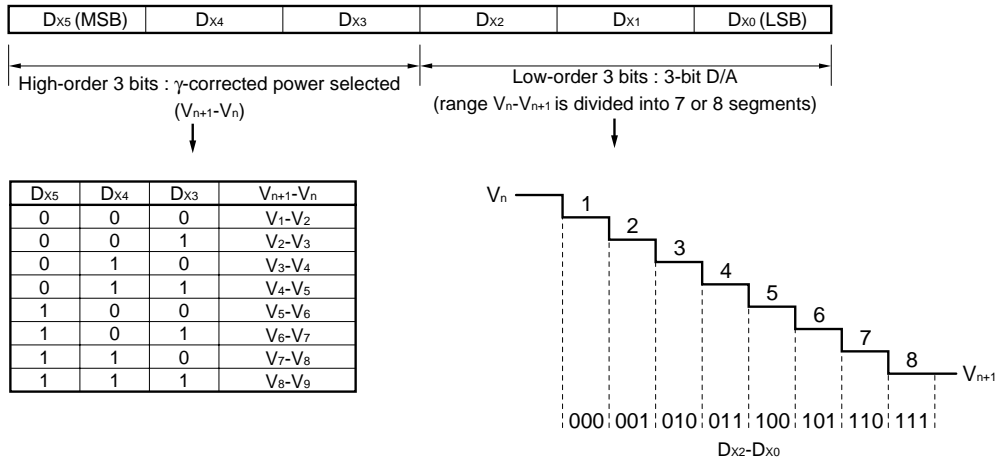 DX5 (MSB) DX4 DX3 DX2 DX1 DX0 (LSB)
High-order 3 bits : γ-corrected power selected
(Vn+1-Vn)
Low-order 3 bits : 3-bit D/A
(range Vn-Vn+1 is divided into 7 or 8 segments)
DX5 DX4 DX3 Vn+1-Vn
0 0 0 V1-V2
0 0 1 V2-V3
0 1 0 V3-V4
0 1 1 V4-V5
1 0 0 V5-V6
1 0 1 V6-V7
1 1 0 V7-V8
1 1 1 V8-V9
Vn
1
2
3
4
5
6
7
8
Vn+1
000 001 010 011 100 101 110 111
DX2-DX0